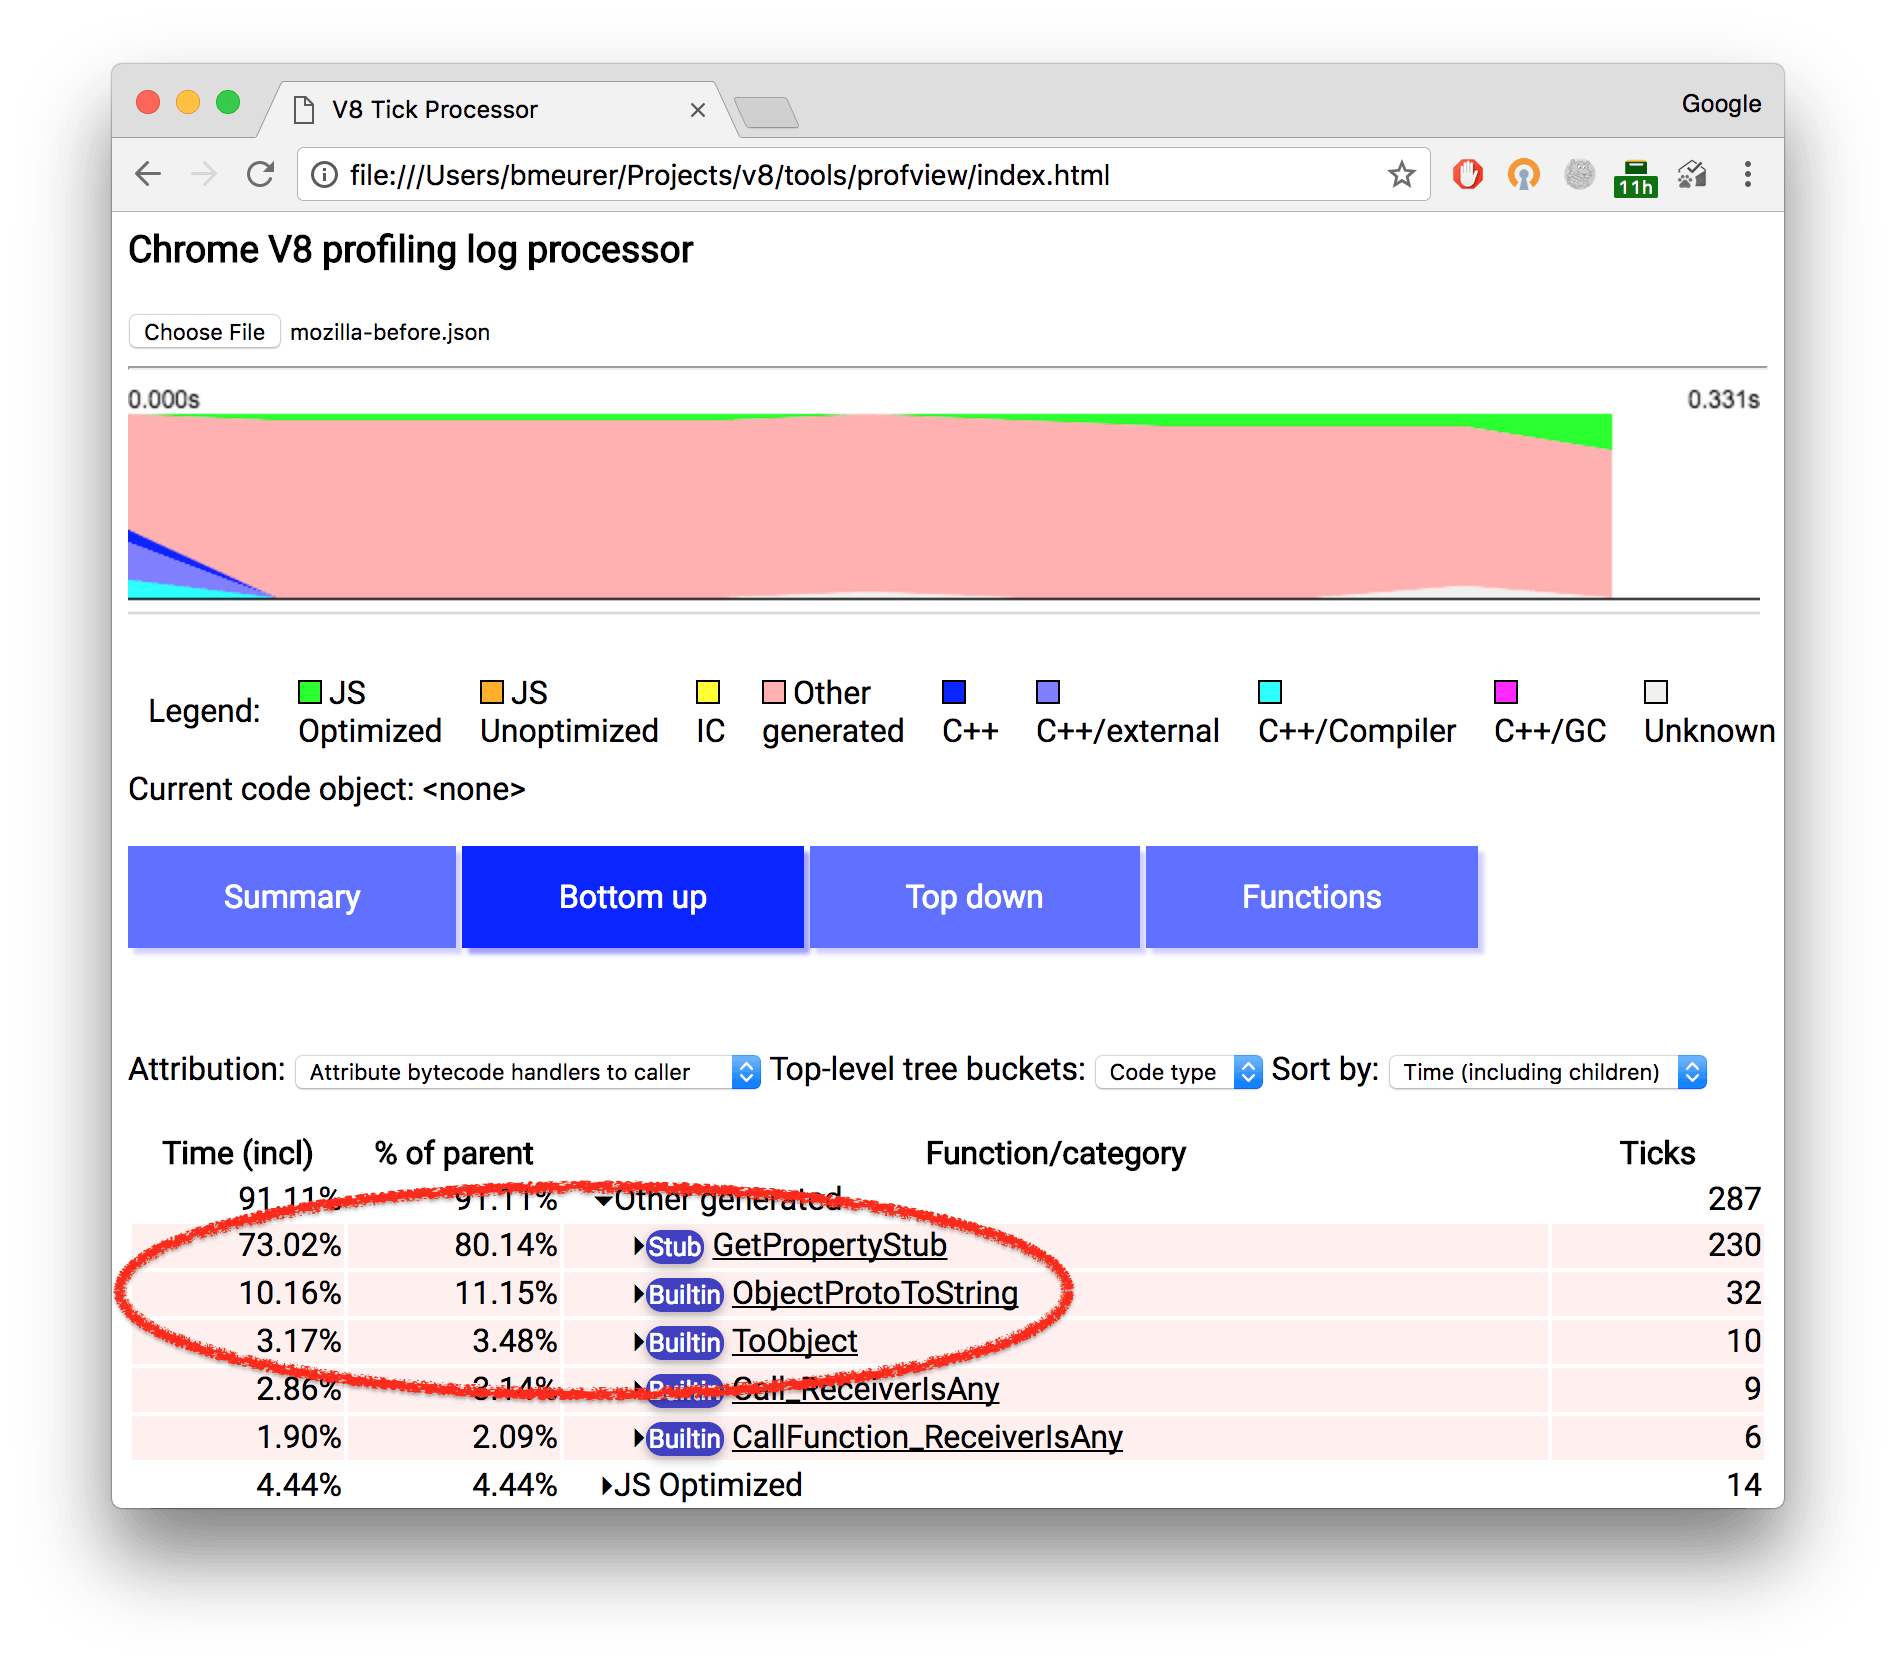 V8 Tick Processor
Google
file:///Users/bmeurer/Projects/v8/tools/profview/index.html
11h
Chrome V8 profiling log processor
Choose File mozilla-before.json
0.000s 0.331s
Legend: JS Optimized JS Unoptimized IC Other generated C++ C++/external C++/Compiler C++/GC Unknown
Current code object: <none>
Summary Bottom up Top down Functions
Attribution: Attribute bytecode handlers to caller Top-level tree buckets: Code type Sort by: Time (including children)
Time (incl) % of parent Function/category Ticks
91.11% 91.11% Other generated 287
73.02% 80.14% Stub GetPropertyStub 230
10.16% 11.15% Builtin ObjectProtoToString 32
3.17% 3.48% Builtin ToObject 10
2.86% 3.14% Builtin Call_ReceiverIsAny 9
1.90% 2.09% Builtin CallFunction_ReceiverIsAny 6
4.44% 4.44% JS Optimized 14